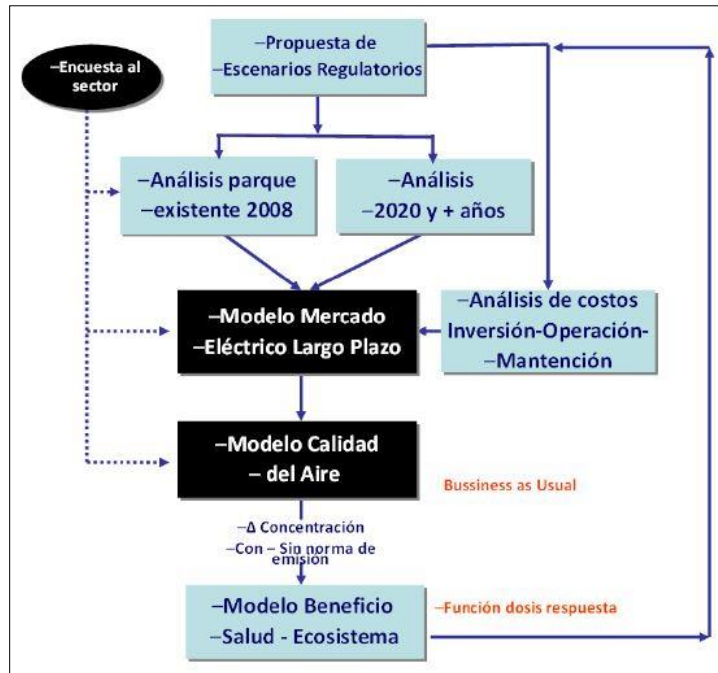 –Propuesta de
–Escenarios Regulatorios
–Encuesta al
sector
–Análisis parque
–existente 2008
–Análisis
–2020 y + años
–Modelo Mercado
–Eléctrico Largo Plazo
–Análisis de costos
Inversión-Operación-
–Mantención
–Modelo Calidad
– del Aire
Bussiness as Usual
–Δ Concentración
–Con – Sin norma de
emisión
–Modelo Beneficio
–Salud - Ecosistema
–Función dosis respuesta